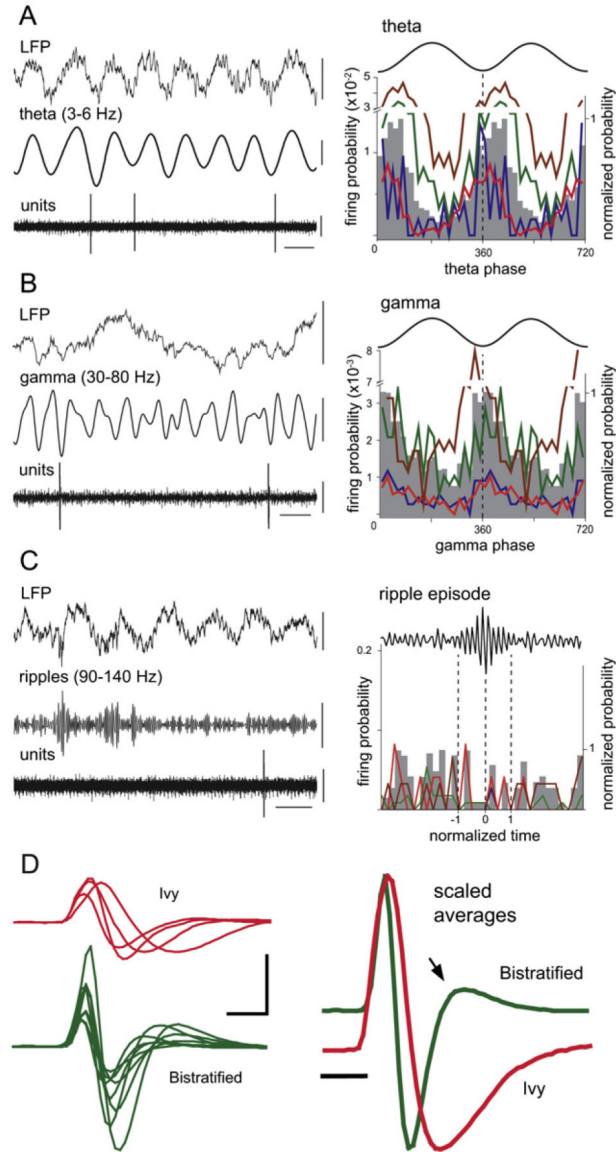 A
LFP
theta (3-6 Hz)
units
theta
firing probability (x10⁻²)
5
3
1
normalized probability
1
0
360
720
theta phase
B
LFP
gamma (30-80 Hz)
units
gamma
firing probability (x10⁻³)
8
7
3
2
1
normalized probability
1
0
360
720
gamma phase
C
LFP
ripples (90-140 Hz)
units
ripple episode
firing probability
0.2
normalized probability
1
0
-1
0
1
normalized time
D
Ivy
Bistratified
scaled
averages
Bistratified
Ivy